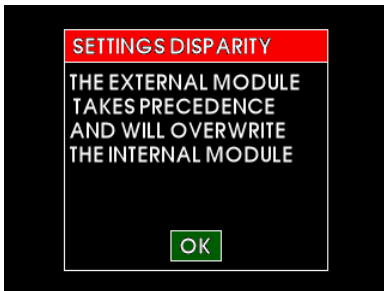 SETTINGS DISPARITY
THE EXTERNAL MODULE
TAKES PRECEDENCE
AND WILL OVERWRITE
THE INTERNAL MODULE
OK